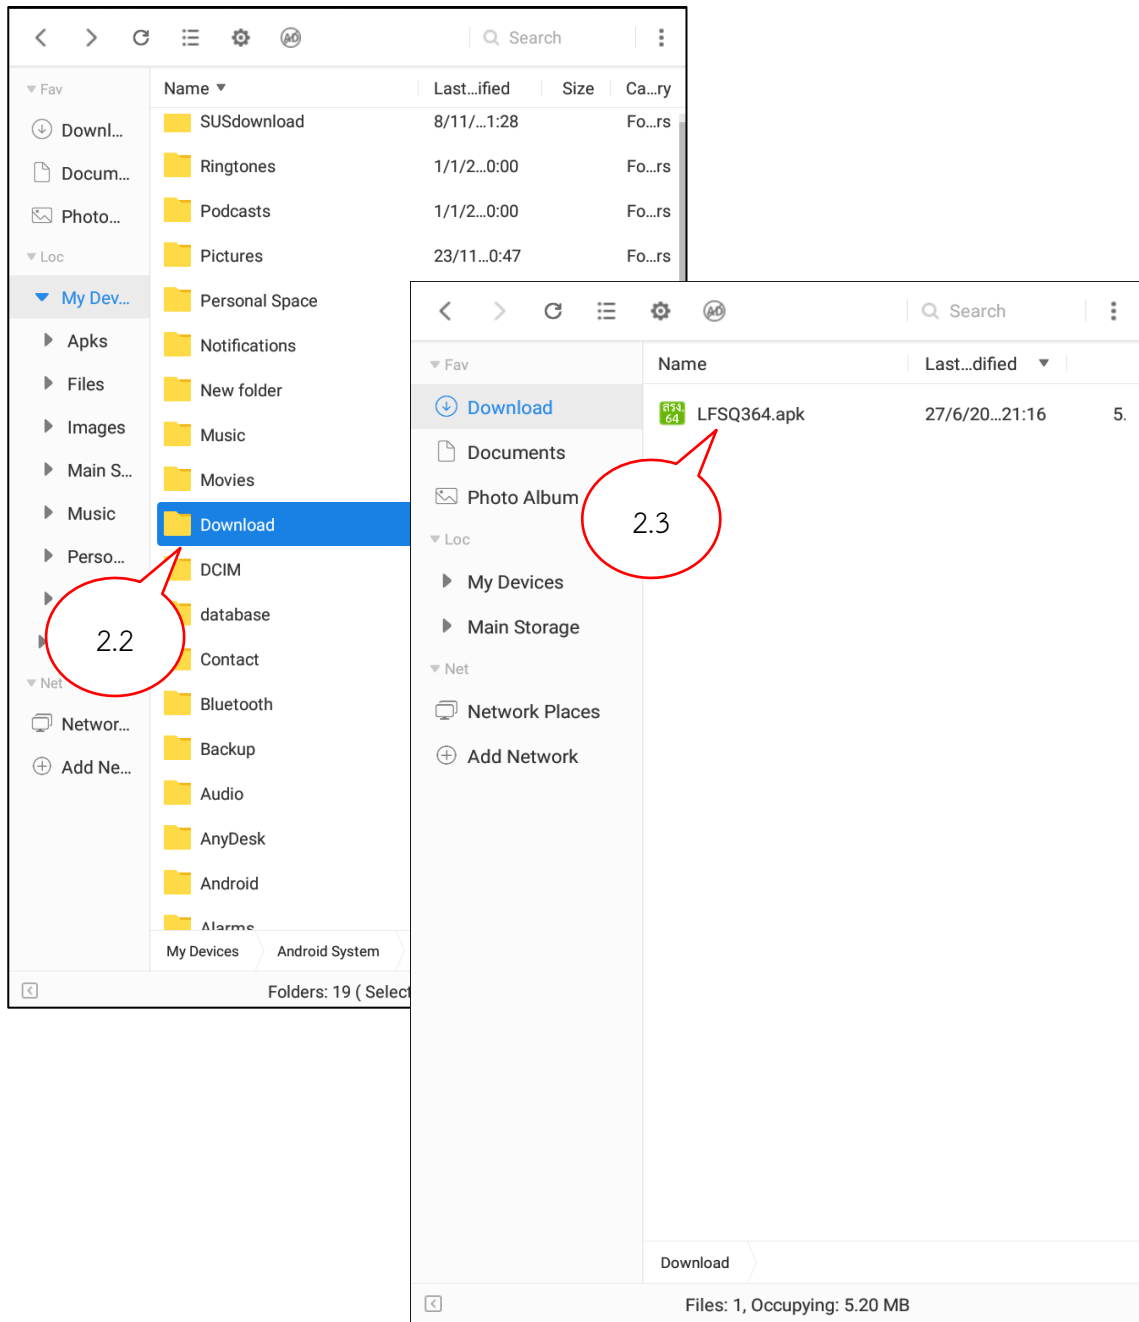 Search
Fav
Downl...
Docum...
Photo...
Loc
My Dev...
Apks
Files
Images
Main S...
Music
Perso...
Net
Networ...
Add Ne...
Name Last...ified Size Ca...ry
SUSdownload 8/11/...1:28 Fo...rs
Ringtones 1/1/2...0:00 Fo...rs
Podcasts 1/1/2...0:00 Fo...rs
Pictures 23/11...0:47 Fo...rs
Personal Space
Notifications
New folder
Music
Movies
Download
DCIM
database
Contact
Bluetooth
Backup
Audio
AnyDesk
Android
Alarms
My Devices Android System
Folders: 19 ( Select
2.2
AD
Search
Fav
Download
Documents
Photo Album
Loc
My Devices
Main Storage
Net
Network Places
Add Network
Name Last...dified
สรง.
64
LFSQ364.apk 27/6/20...21:16 5.
2.3
Download
Files: 1, Occupying: 5.20 MB